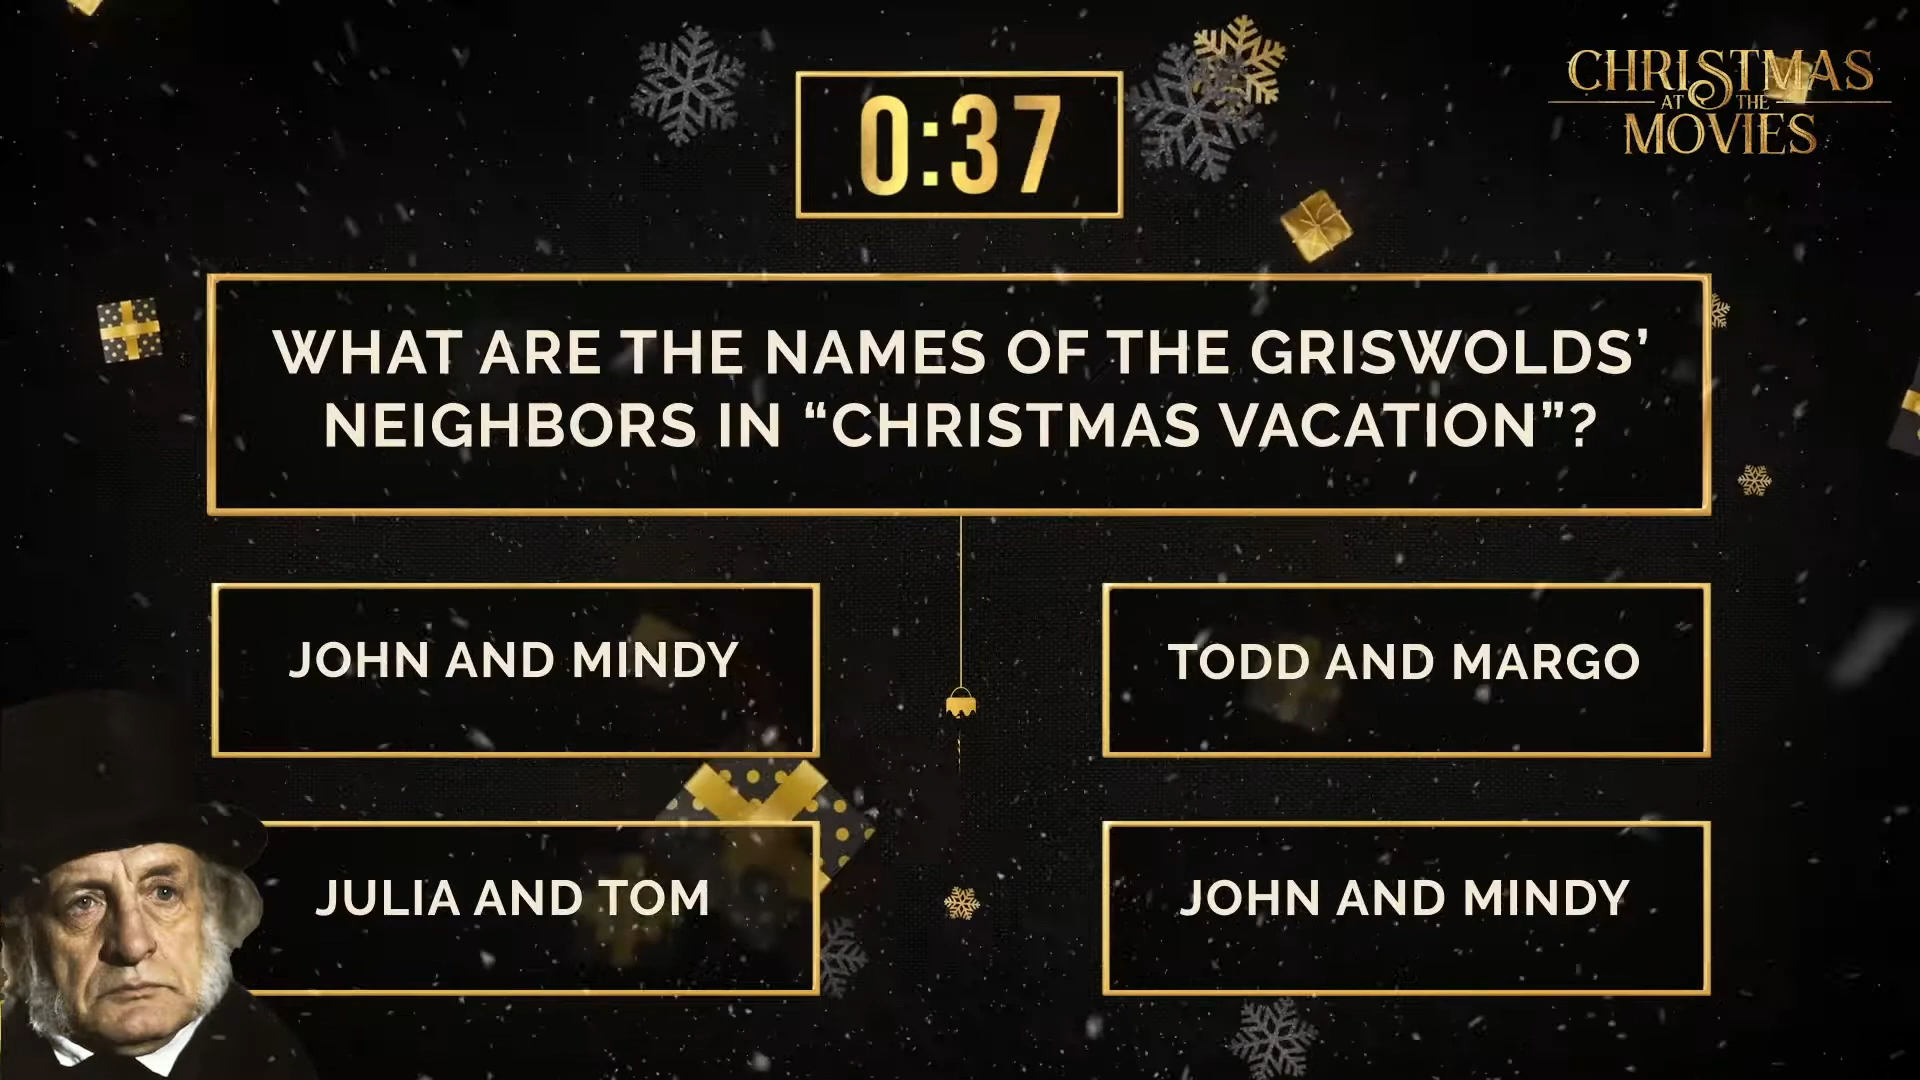 CHRISTMAS
AT THE
MOVIES
0:37
WHAT ARE THE NAMES OF THE GRISWOLDS’
NEIGHBORS IN “CHRISTMAS VACATION”?
JOHN AND MINDY
TODD AND MARGO
JULIA AND TOM
JOHN AND MINDY